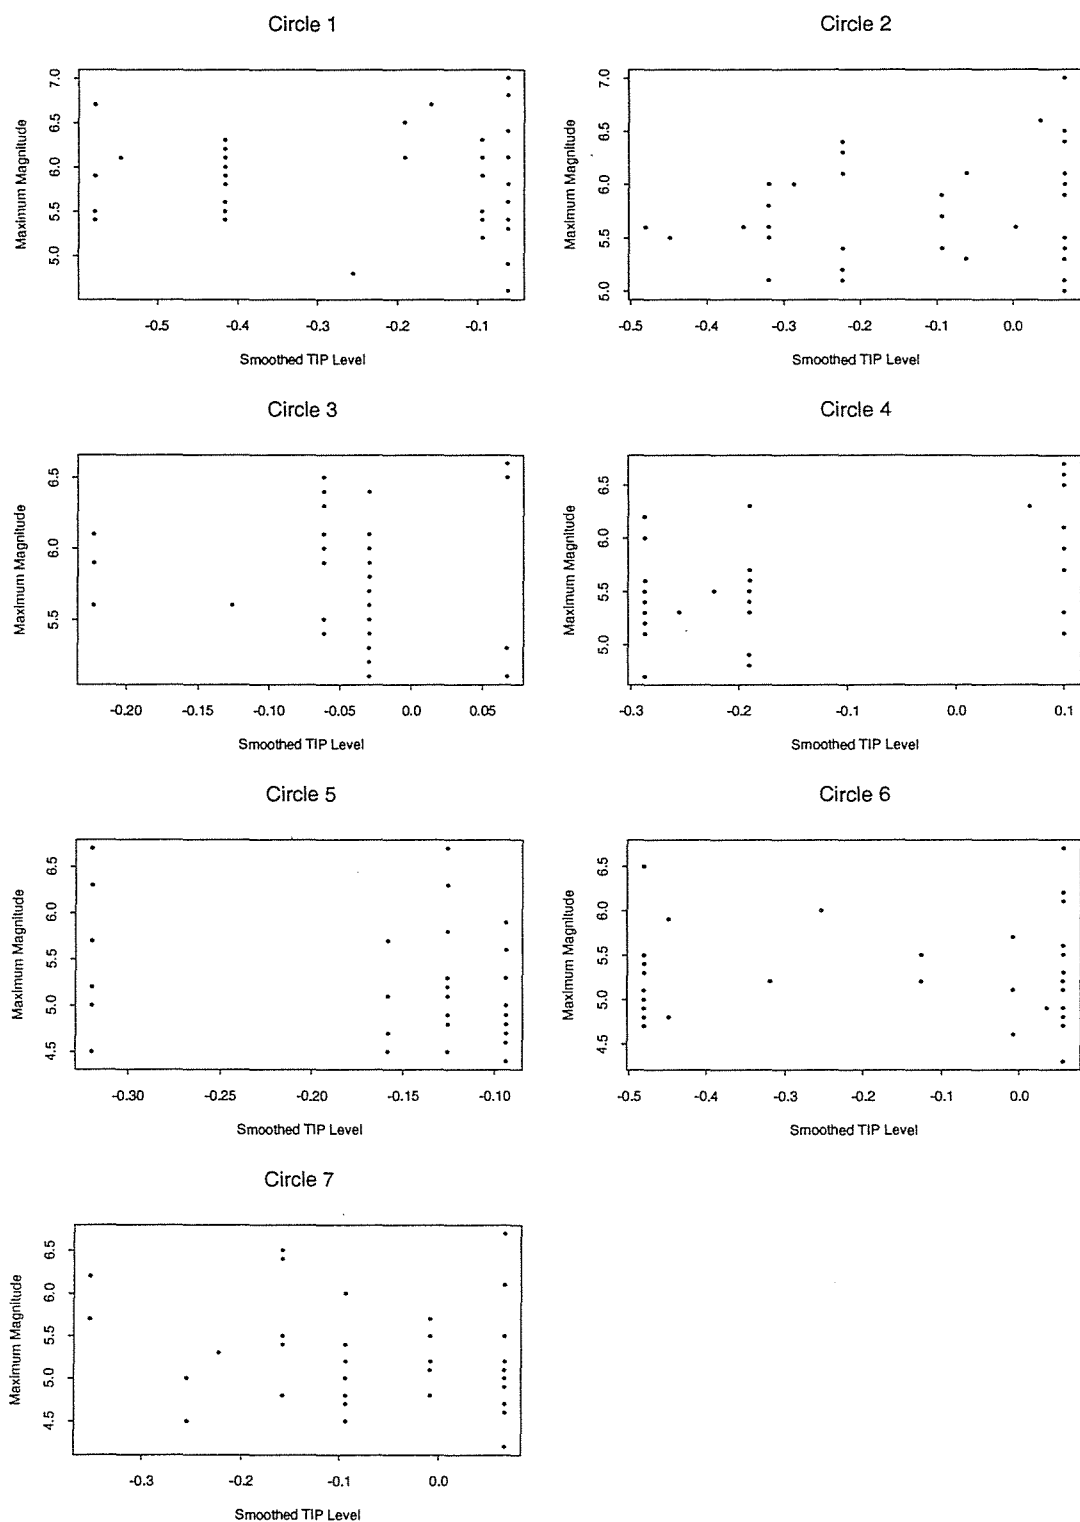 Circle 1
Maximum Magnitude
7.0
6.5
6.0
5.5
5.0
-0.5 -0.4 -0.3 -0.2 -0.1
Smoothed TIP Level
Circle 2
Maximum Magnitude
7.0
6.5
6.0
5.5
5.0
-0.5 -0.4 -0.3 -0.2 -0.1 0.0
Smoothed TIP Level
Circle 3
Maximum Magnitude
6.5
6.0
5.5
-0.20 -0.15 -0.10 -0.05 0.0 0.05
Smoothed TIP Level
Circle 4
Maximum Magnitude
6.5
6.0
5.5
5.0
-0.3 -0.2 -0.1 0.0 0.1
Smoothed TIP Level
Circle 5
Maximum Magnitude
6.5
6.0
5.5
5.0
4.5
-0.30 -0.25 -0.20 -0.15 -0.10
Smoothed TIP Level
Circle 6
Maximum Magnitude
6.5
6.0
5.5
5.0
4.5
-0.5 -0.4 -0.3 -0.2 -0.1 0.0
Smoothed TIP Level
Circle 7
Maximum Magnitude
6.5
6.0
5.5
5.0
4.5
-0.3 -0.2 -0.1 0.0
Smoothed TIP Level